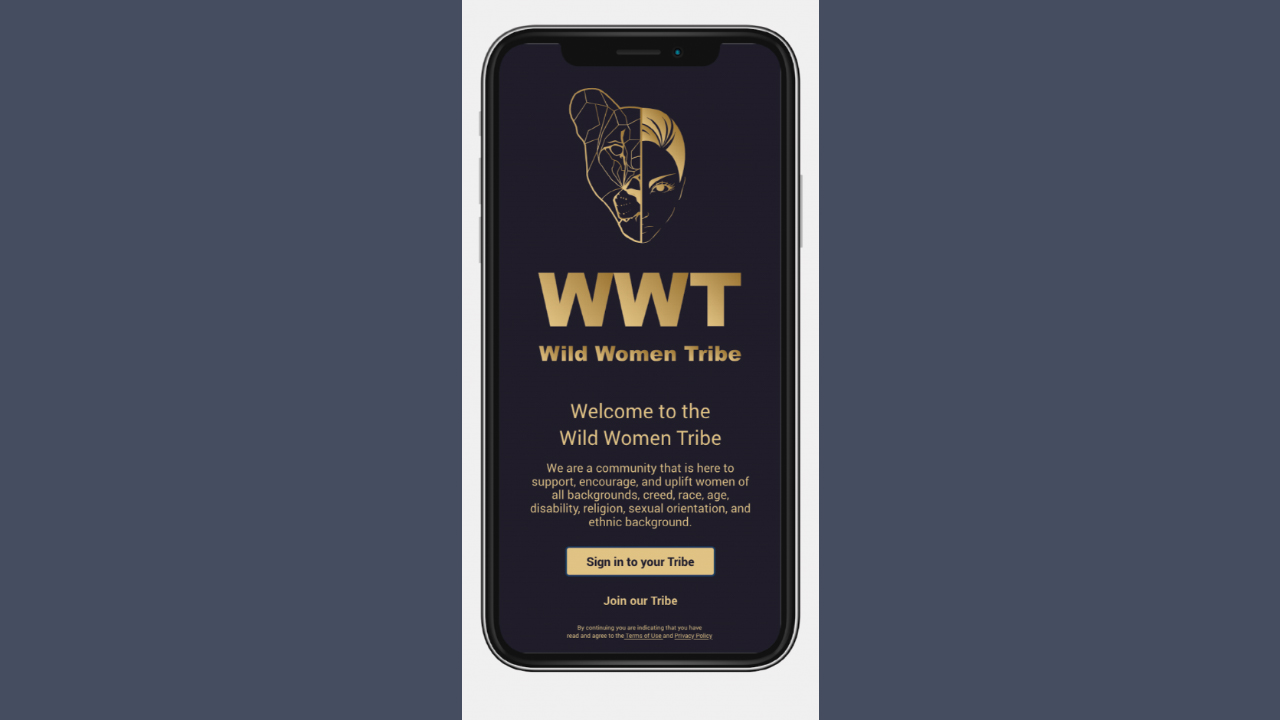 WWT
Wild Women Tribe
Welcome to the
Wild Women Tribe
We are a community that is here to
support, encourage, and uplift women of
all backgrounds, creed, race, age,
disability, religion, sexual orientation, and
ethnic background.
Sign in to your Tribe
Join our Tribe
By continuing you are indicating that you have
read and agree to the Terms of Use and Privacy Policy